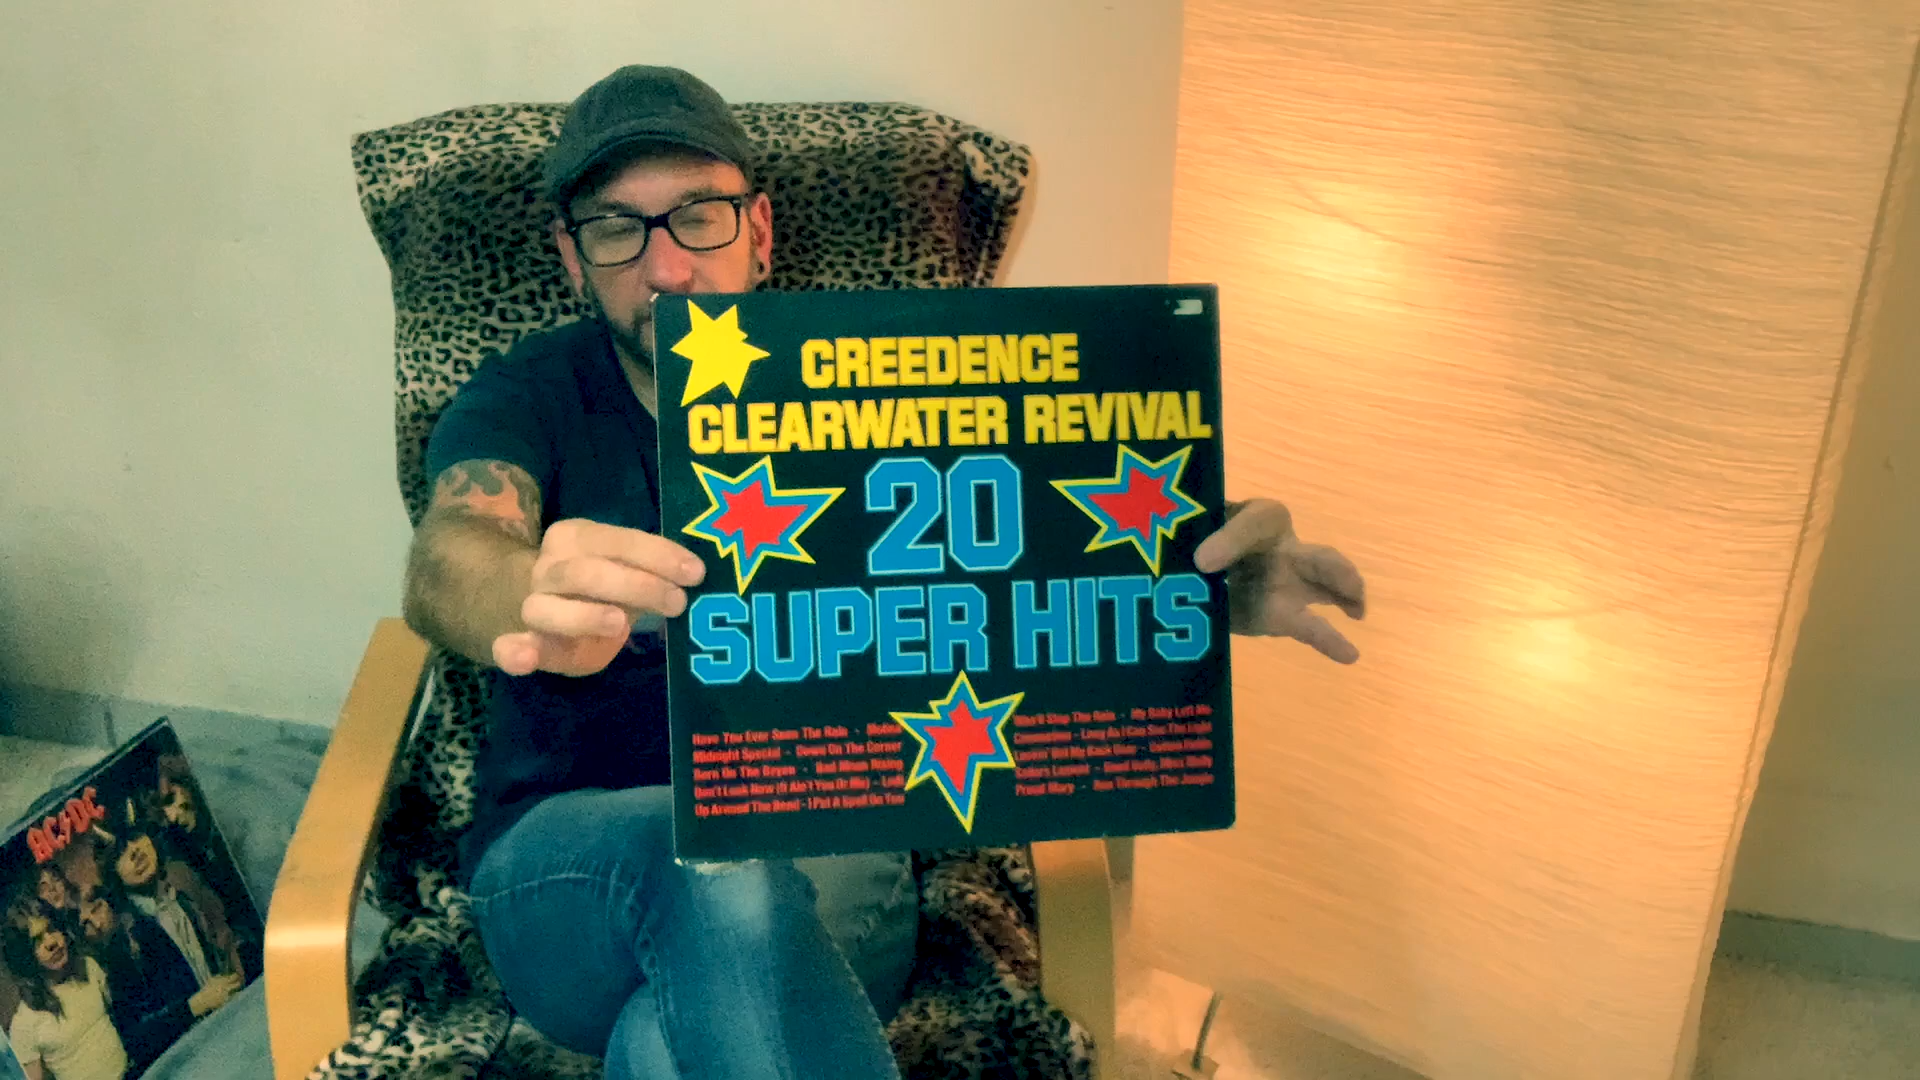 CREEDENCE
CLEARWATER REVIVAL
20
SUPER HITS
Have You Ever Seen The Rain - Molina
Midnight Special - Down On The Corner
Born On The Bayou - Bad Moon Rising
Don't Look Now (It Ain't You Or Me) - Lodi
Up Around The Bend - I Put A Spell On You
Who'll Stop The Rain - My Baby Left Me
Commotion - Long As I Can See The Light
Lookin' Out My Back Door -
Sailors Lament - Good Golly, Miss Molly
Proud Mary - Run Through The Jungle
AC/DC